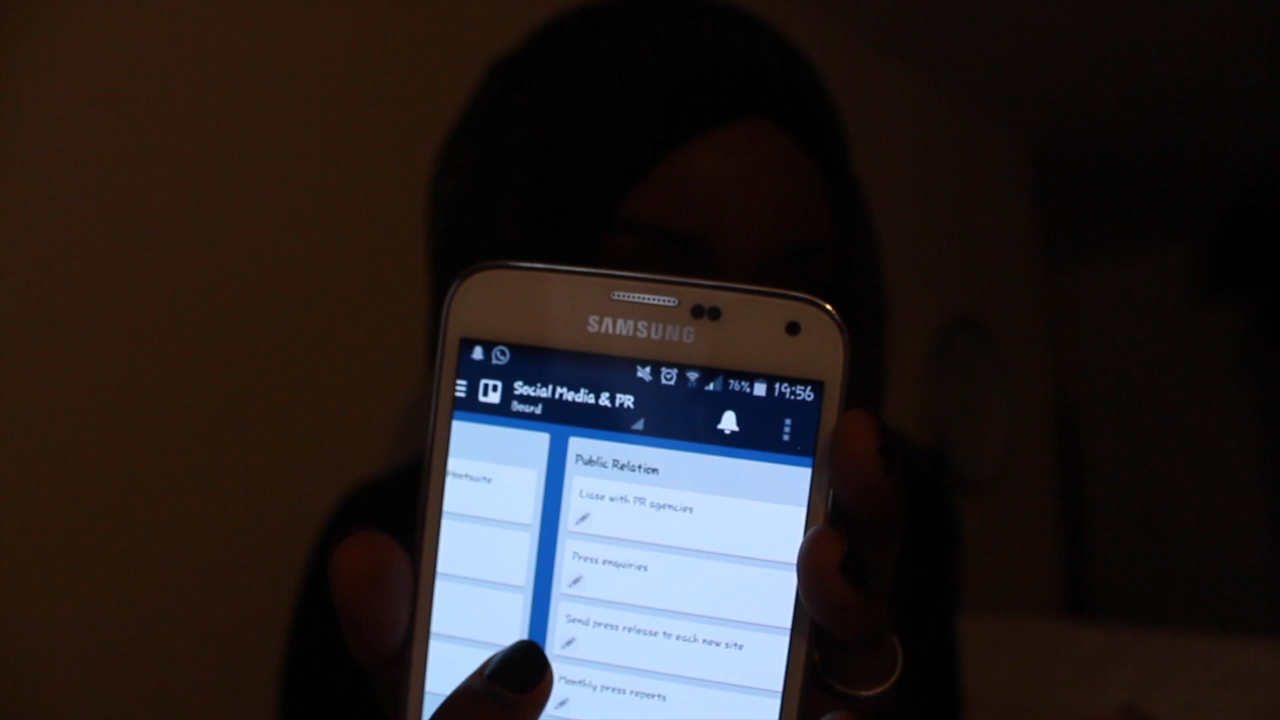 SAMSUNG
76% 19:56
Social Media & PR
Board
Hootsuite
Public Relation
Liase with PR agencies
Press enquiries
Send press release to each new site
Monthly press reports